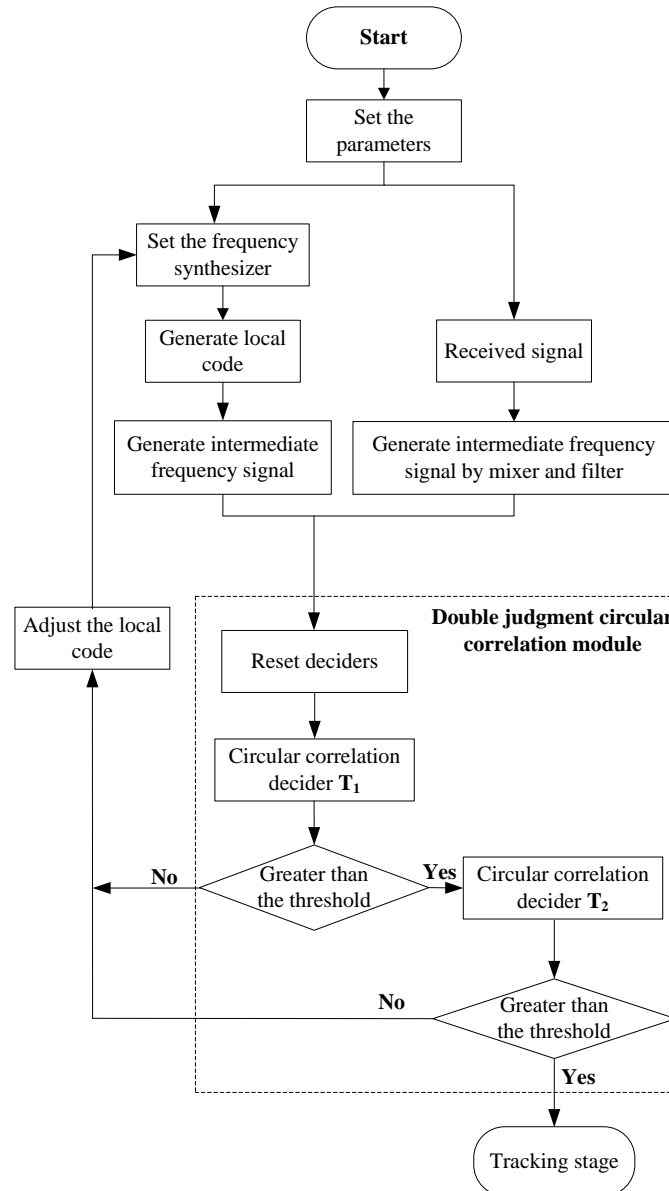 Start
Set the
parameters
Set the frequency
synthesizer
Generate local
code
Received signal
Generate intermediate
frequency signal
Generate intermediate frequency
signal by mixer and filter
Adjust the local
code
Double judgment circular
correlation module
Reset deciders
Circular correlation
decider T₁
No
Greater than
the threshold
Yes
Circular correlation
decider T₂
No
Greater than
the threshold
Yes
Tracking stage